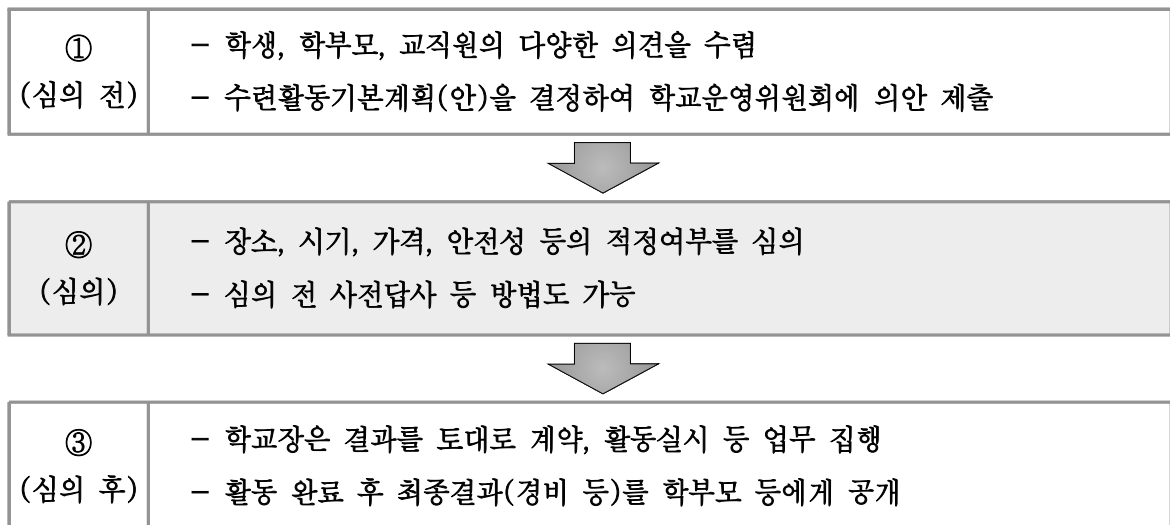 ①
(심의 전)
－ 학생, 학부모, 교직원의 다양한 의견을 수렴
－ 수련활동기본계획(안)을 결정하여 학교운영위원회에 의안 제출
②
(심의)
－ 장소, 시기, 가격, 안전성 등의 적정여부를 심의
－ 심의 전 사전답사 등 방법도 가능
③
(심의 후)
－ 학교장은 결과를 토대로 계약, 활동실시 등 업무 집행
－ 활동 완료 후 최종결과(경비 등)를 학부모 등에게 공개